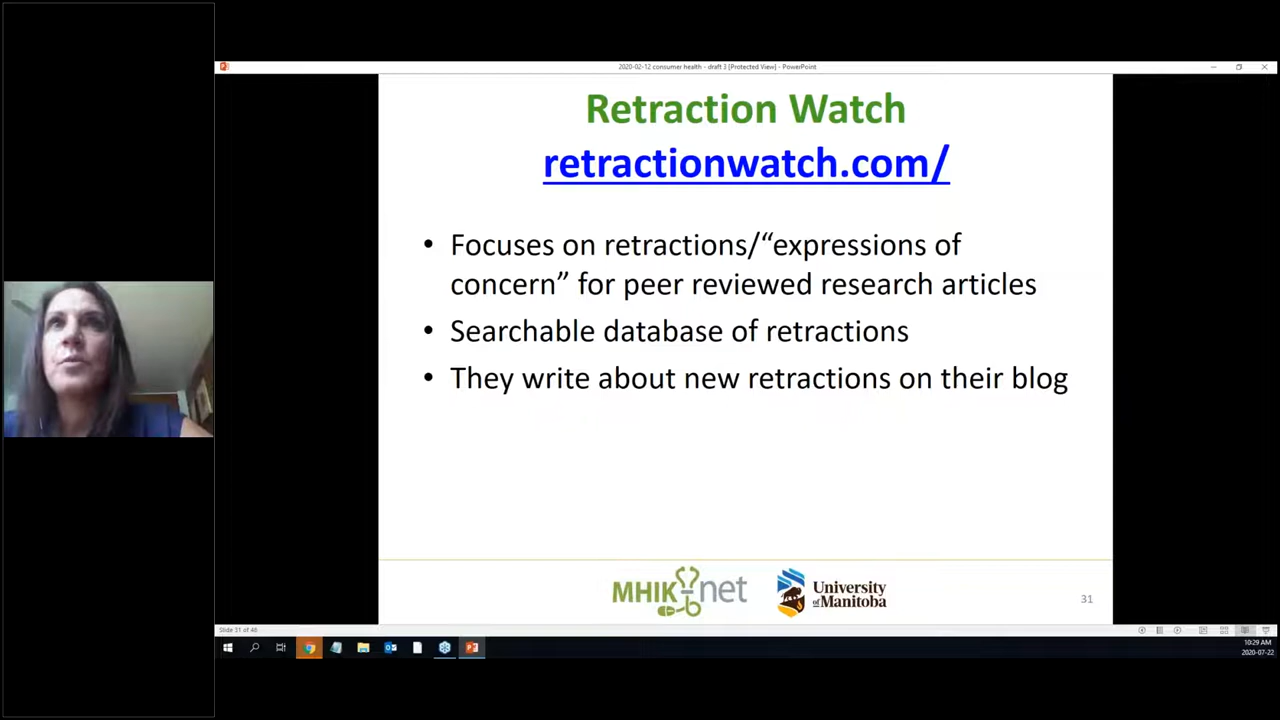 2020-02-12 consumer health - draft 3 [Protected View] - PowerPoint
Retraction Watch
retractionwatch.com/
• Focuses on retractions/“expressions of
concern” for peer reviewed research articles
• Searchable database of retractions
• They write about new retractions on their blog
MHIKnet
University
of Manitoba
31
Slide 31 of 46
10:29 AM
2020-07-22